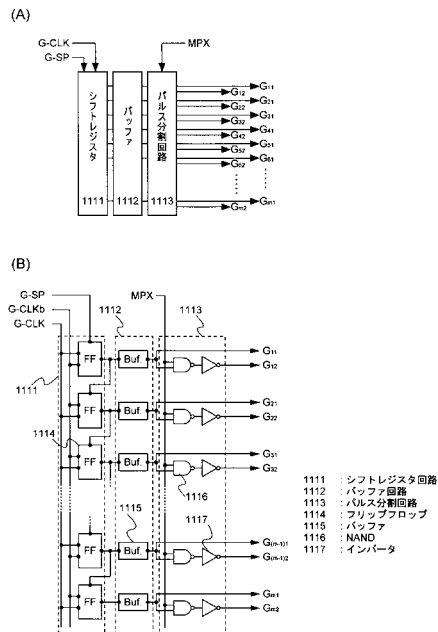 (A)
G-CLK
G-SP
MPX
シフトレジスタ
バッファ
パルス分割回路
1111
1112
1113
G11
G12
G21
G22
G31
G32
G41
G42
G51
G52
G61
G62
Gm1
Gm2
(B)
G-SP
G-CLKb
G-CLK
MPX
1112
1113
1111
FF
Buf.
G11
G12
FF
Buf.
G21
G22
1114
FF
Buf.
G31
G32
1116
1115
1117
FF
Buf.
G(m-1)1
G(m-1)2
FF
Buf.
Gm1
Gm2
1111 : シフトレジスタ回路
1112 : バッファ回路
1113 : パルス分割回路
1114 : フリップフロップ
1115 : バッファ
1116 : NAND
1117 : インバータ